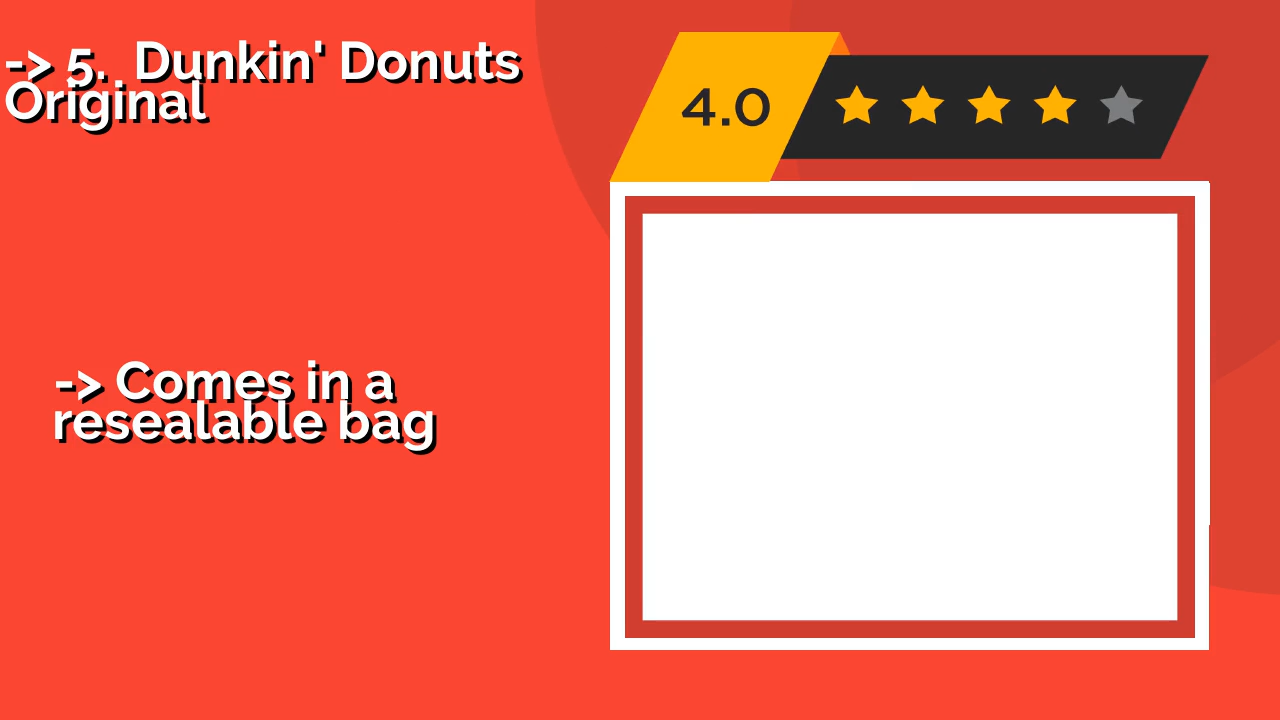 -> 5.  Dunkin' Donuts
Original
4.0
-> Comes in a
resealable bag